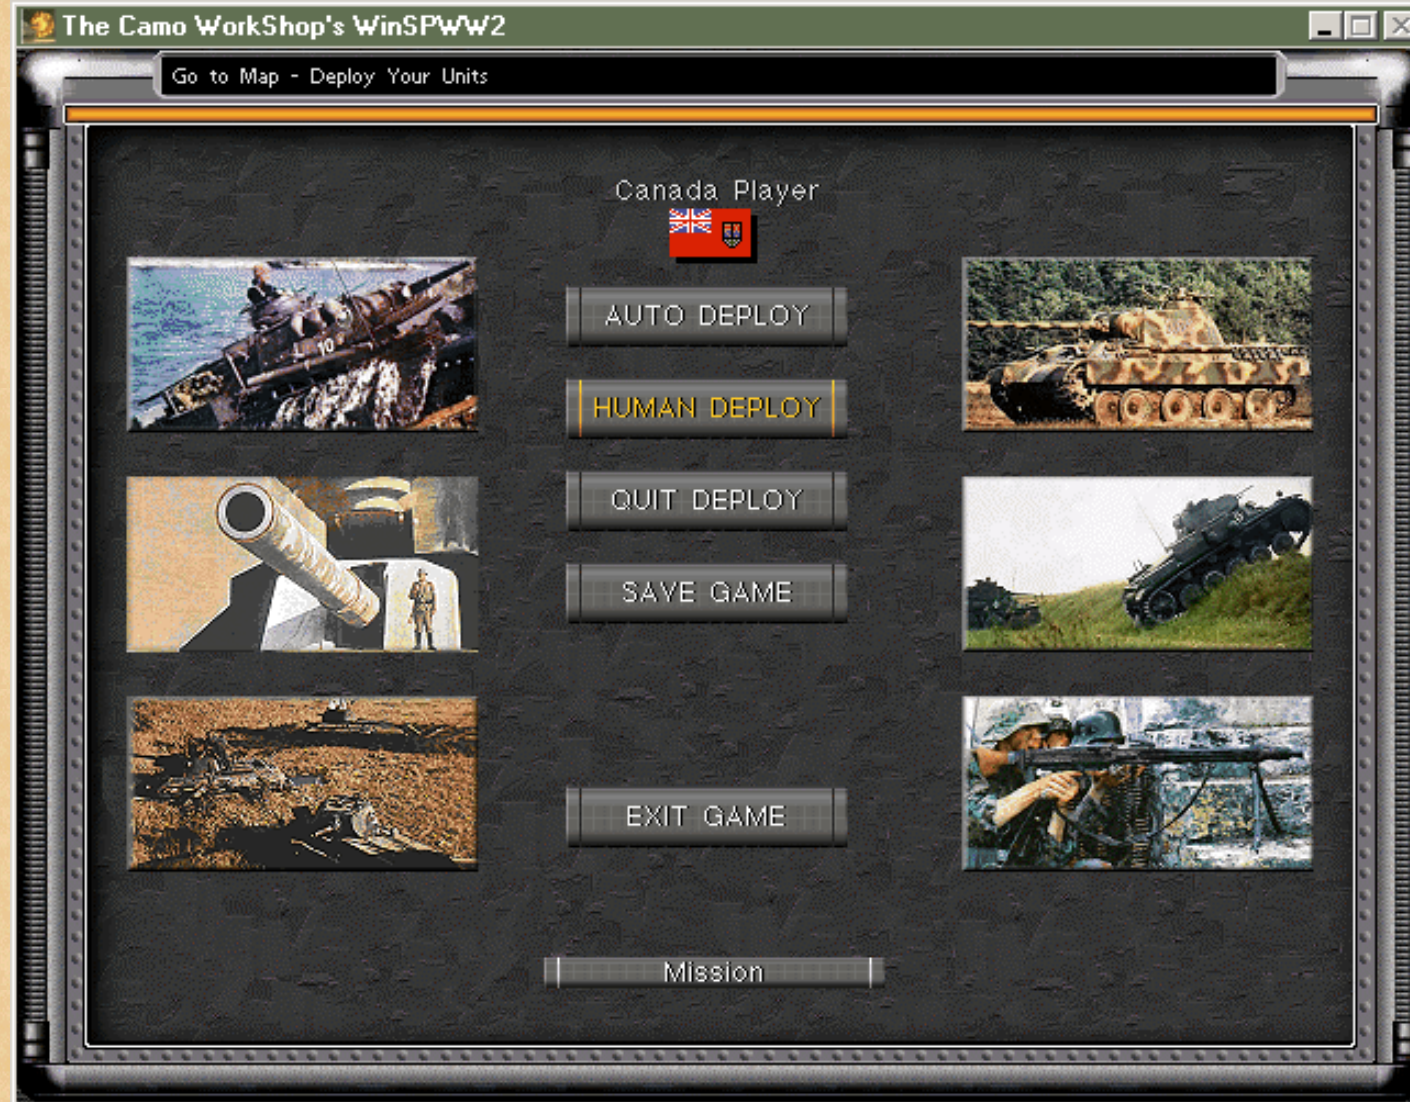 The Camo WorkShop's WinSPWW2
Go to Map - Deploy Your Units
Canada Player
AUTO DEPLOY
HUMAN DEPLOY
QUIT DEPLOY
SAVE GAME
EXIT GAME
Mission
10